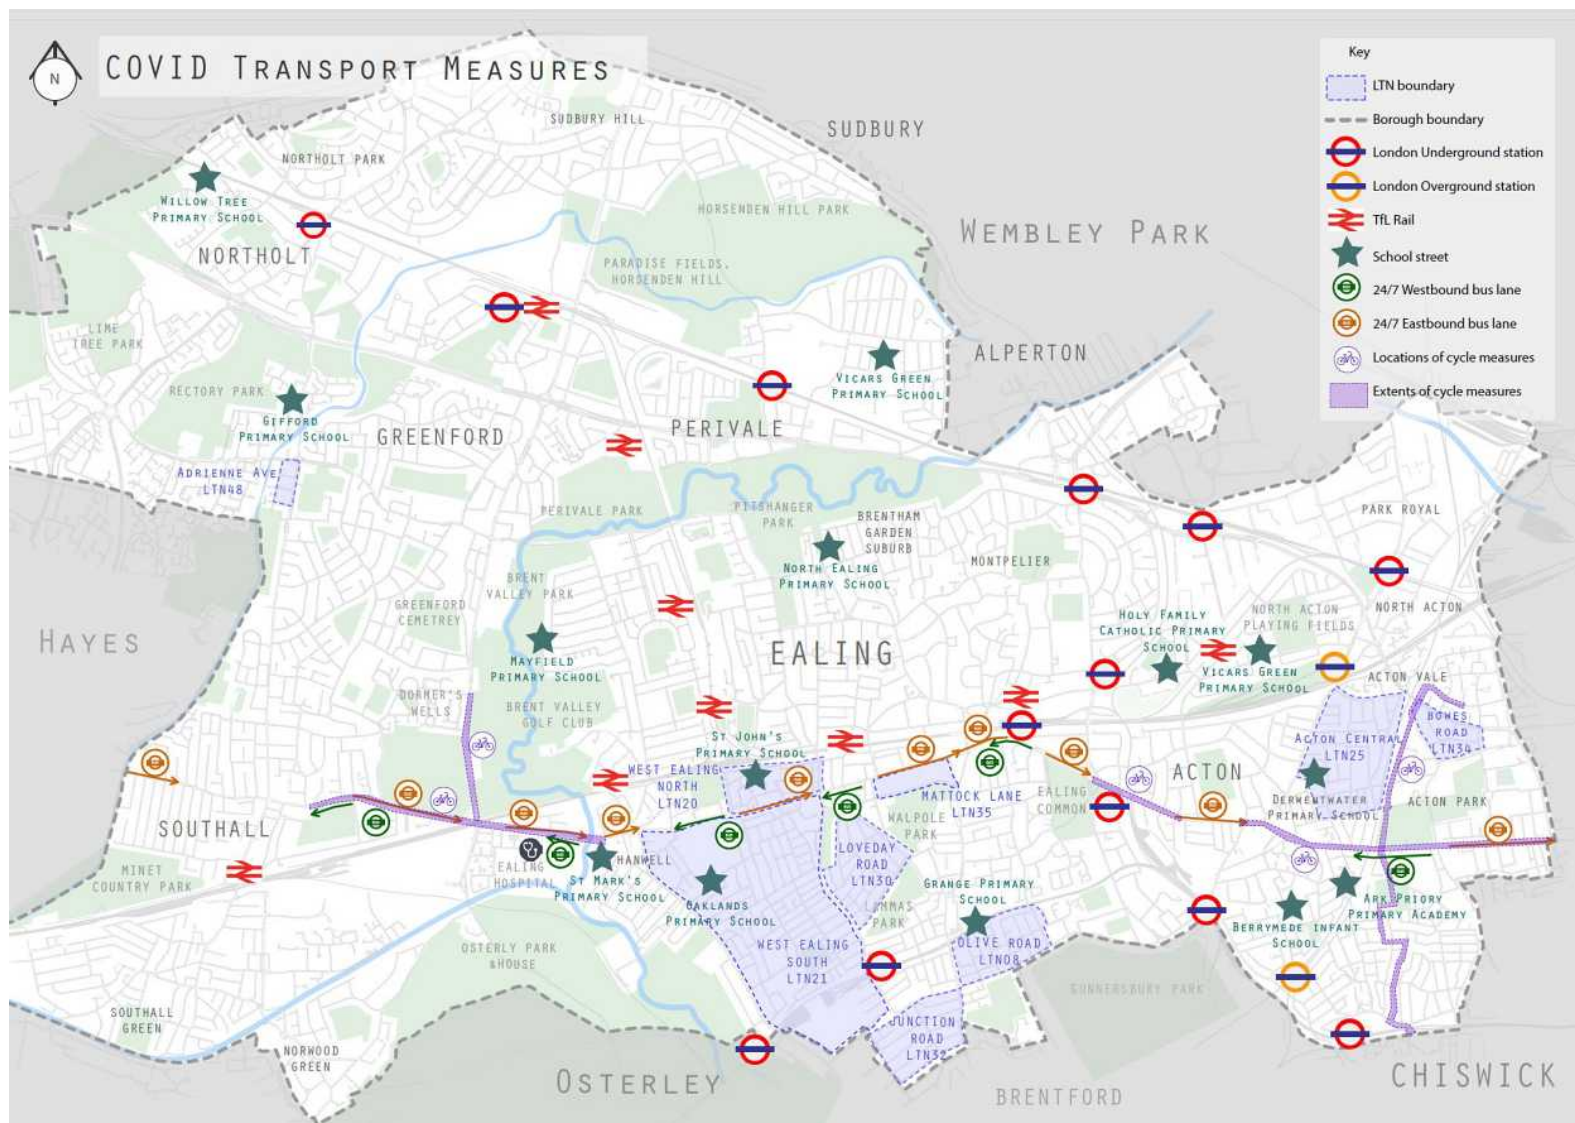 COVID TRANSPORT MEASURES
N
Key
LTN boundary
Borough boundary
London Underground station
London Overground station
TfL Rail
School street
24/7 Westbound bus lane
24/7 Eastbound bus lane
Locations of cycle measures
Extents of cycle measures
SUDBURY HILL
SUDBURY
NORTHOLT PARK
WILLOW TREE
PRIMARY SCHOOL
HORSENDEN HILL PARK
WEMBLEY PARK
NORTHOLT
PARADISE FIELDS.
HORSENDEN HILL
LIME
TREE PARK
ALPERTON
VICARS GREEN
PRIMARY SCHOOL
RECTORY PARK
GIFFORD
PRIMARY SCHOOL
GREENFORD
PERIVALE
ADRIENNE AVE
LTN48
PERIVALE PARK
PITSHANGER
PARK
BRENTHAM
GARDEN
SUBURB
PARK ROYAL
MONTPELIER
NORTH EALING
PRIMARY SCHOOL
BRENT
VALLEY PARK
GREENFORD
CEMETREY
HAYES
NORTH ACTON
PLAYING FIELDS
NORTH ACTON
HOLY FAMILY
CATHOLIC PRIMARY
SCHOOL
EALING
MAYFIELD
PRIMARY SCHOOL
VICARS GREEN
PRIMARY SCHOOL
ACTON VALE
DORMER'S
WELLS
BRENT VALLEY
GOLF CLUB
ST JOHN'S
PRIMARY SCHOOL
BOWES
ROAD
LTN34
ACTON CENTRAL
LTN25
WEST EALING
NORTH
LTN20
ACTON
MATTOCK LANE
LTN35
EALING
COMMON
DERWENTWATER
PRIMARY SCHOOL
ACTON PARK
SOUTHALL
WALPOLE
PARK
LOVEDAY
ROAD
LTN30
HANWELL
EALING
HOSPITAL
ST MARK'S
PRIMARY SCHOOL
MINET
COUNTRY PARK
GRANGE PRIMARY
SCHOOL
OAKLANDS
PRIMARY SCHOOL
LAMMAS
PARK
ARK PRIORY
PRIMARY ACADEMY
BERRYMEDE INFANT
SCHOOL
OSTERLY PARK
&HOUSE
WEST EALING
SOUTH
LTN21
OLIVE ROAD
LTN08
GUNNERSBURY PARK
SOUTHALL
GREEN
JUNCTION
ROAD
LTN32
NORWOOD
GREEN
OSTERLEY
BRENTFORD
CHISWICK